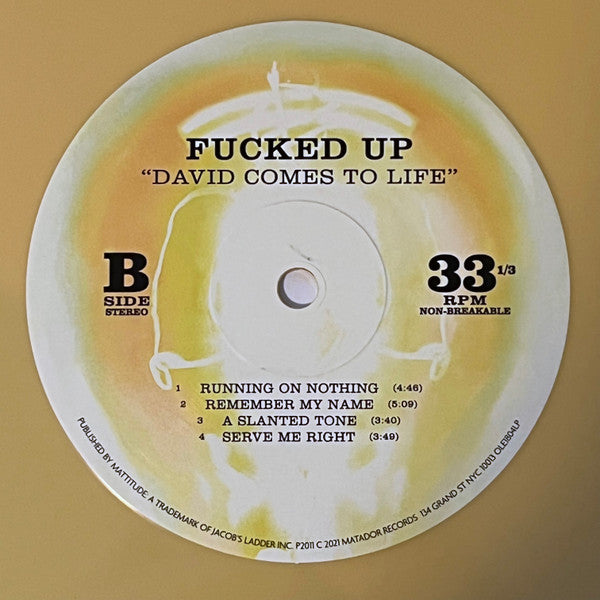 FUCKED UP
"DAVID COMES TO LIFE"
B
SIDE
STEREO
33 1/3
RPM
NON-BREAKABLE
1 RUNNING ON NOTHING (4:46)
2 REMEMBER MY NAME (5:09)
3 A SLANTED TONE (3:40)
4 SERVE ME RIGHT (3:49)
PUBLISHED BY MATTITUDE A TRADEMARK OF JACOB'S LADDER INC. P2011 C 2021 MATADOR RECORDS 134 GRAND ST NYC 10013 OLE1804LP